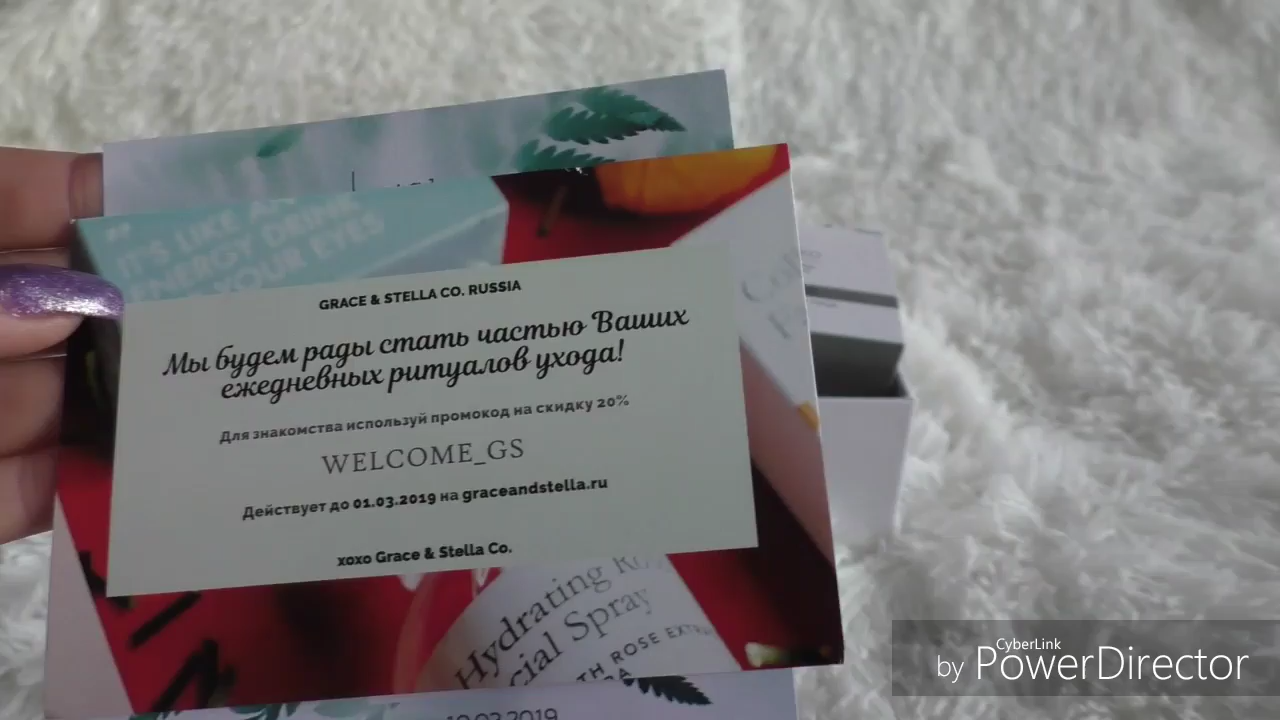 IT'S LIKE AN
ENERGY DRINK
YOUR EYES
GRACE & STELLA CO. RUSSIA
Мы будем рады стать частью Ваших
ежедневных ритуалов ухода!
Для знакомства используй промокод на скидку 20%
WELCOME_GS
Действует до 01.03.2019 на graceandstella.ru
xoxo Grace & Stella Co.
Hydrating
cial Spray
TH ROSE
CyberLink
by PowerDirector